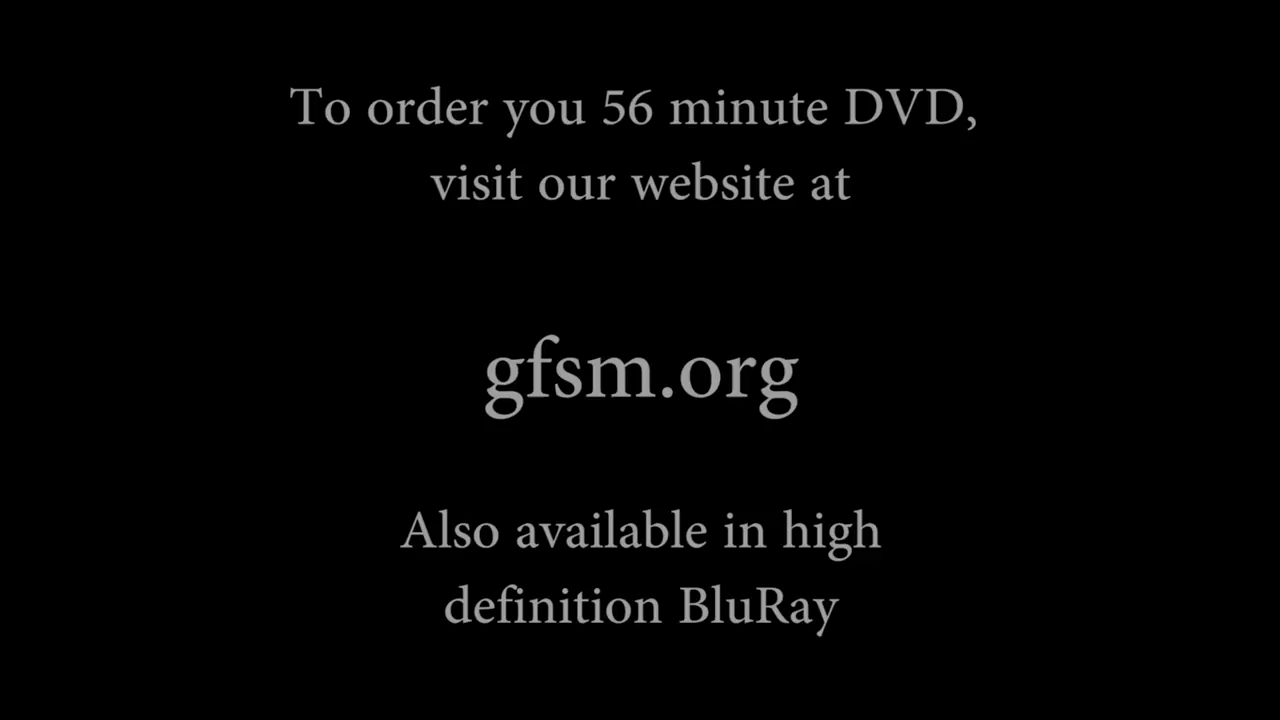 To order you 56 minute DVD,
visit our website at
gfsm.org
Also available in high
definition BluRay